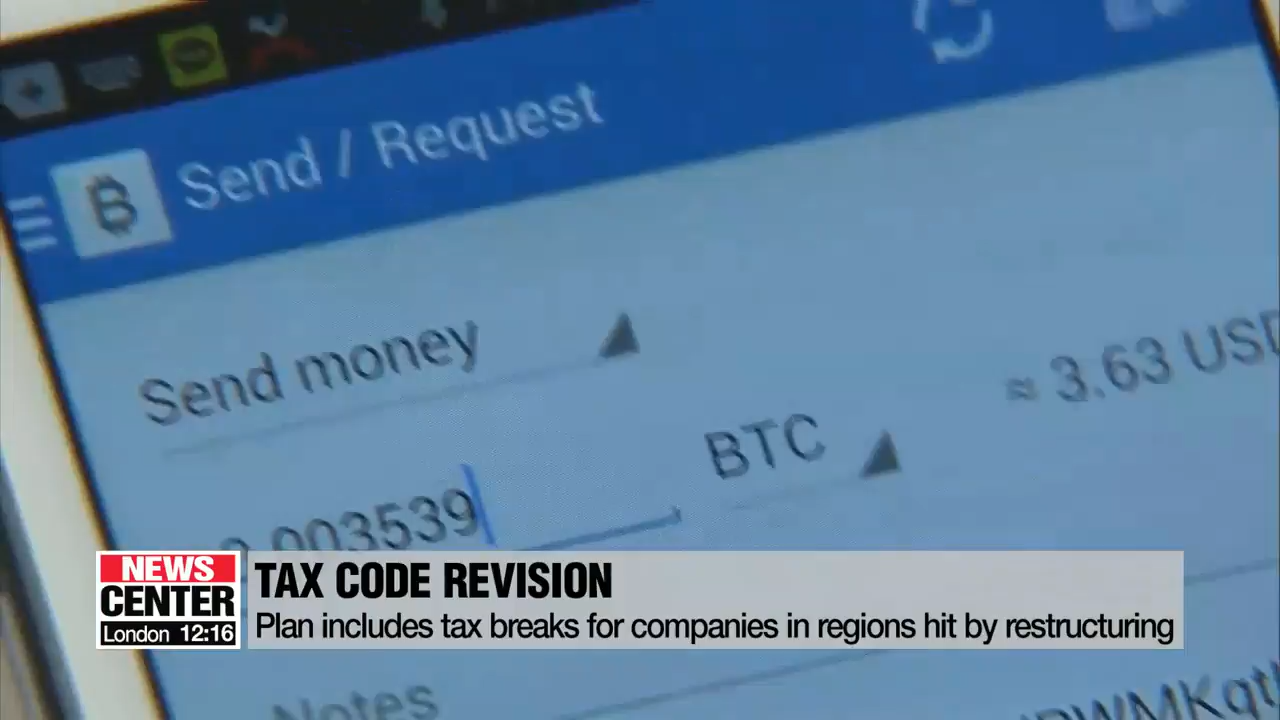 Send / Request
Send money
≈ 3.63 USD
BTC
0.003539
NEWS
CENTER
London 12:16
TAX CODE REVISION
Plan includes tax breaks for companies in regions hit by restructuring
Notes